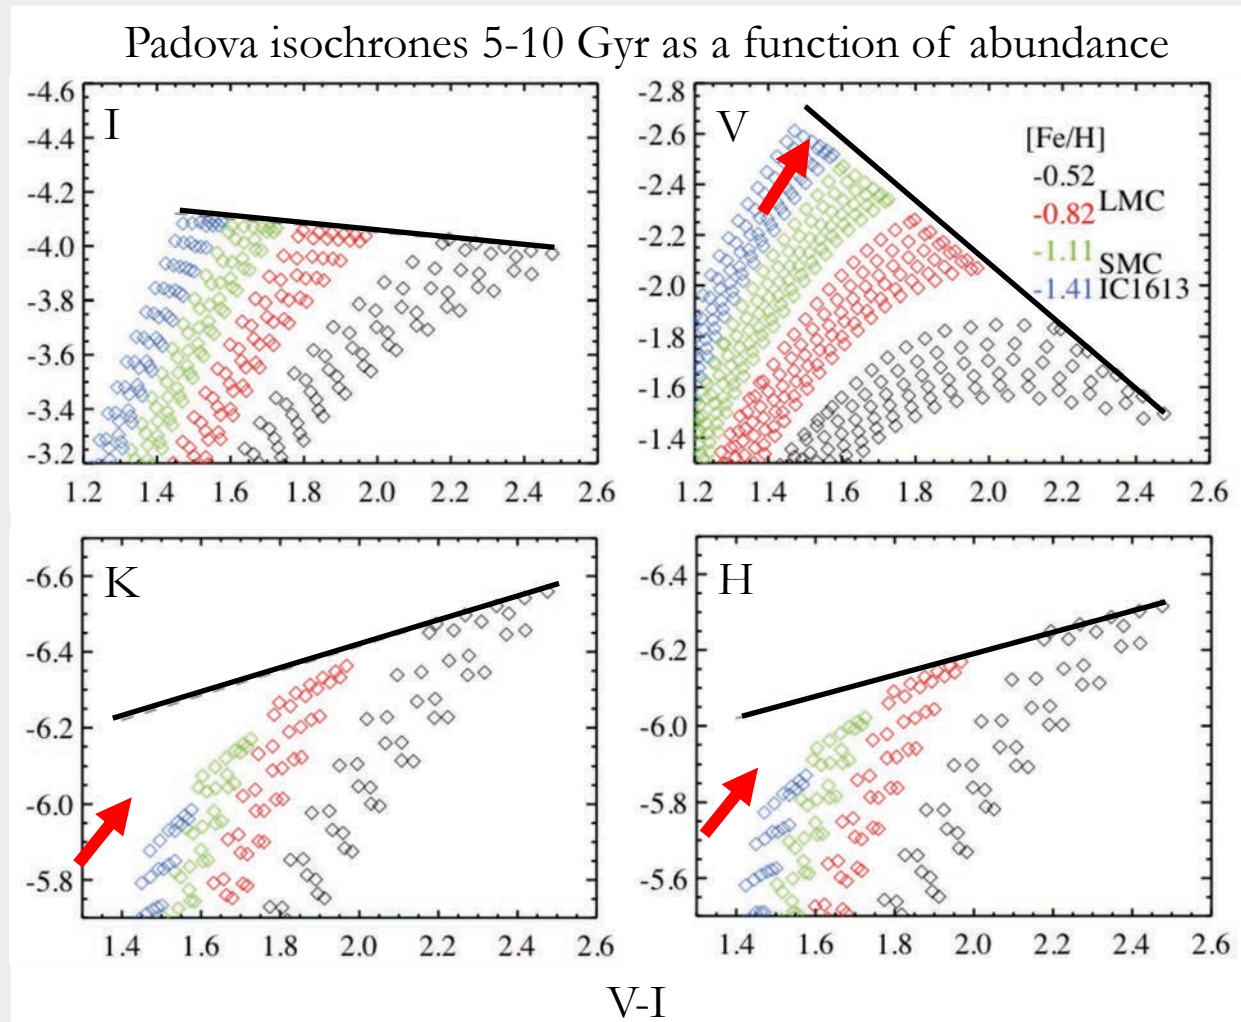 Padova isochrones 5-10 Gyr as a function of abundance
I
-4.6
-4.4
-4.2
-4.0
-3.8
-3.6
-3.4
-3.2
1.2 1.4 1.6 1.8 2.0 2.2 2.4 2.6
V
-2.8
-2.6
-2.4
-2.2
-2.0
-1.8
-1.6
-1.4
[Fe/H]
-0.52
-0.82 LMC
-1.11 SMC
-1.41 IC1613
1.2 1.4 1.6 1.8 2.0 2.2 2.4 2.6
K
-6.6
-6.4
-6.2
-6.0
-5.8
1.4 1.6 1.8 2.0 2.2 2.4 2.6
H
-6.4
-6.2
-6.0
-5.8
-5.6
1.4 1.6 1.8 2.0 2.2 2.4 2.6
V-I